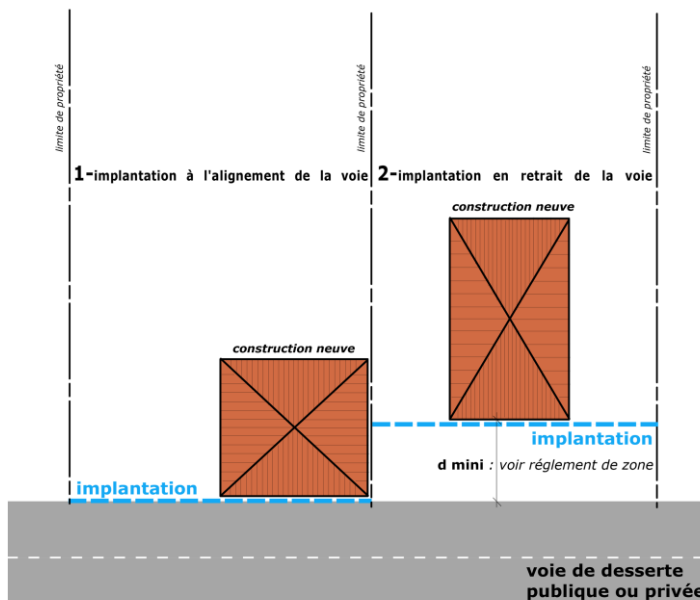 limite de propriété
limite de propriété
limite de propriété
1-implantation à l'alignement de la voie
2-implantation en retrait de la voie
construction neuve
construction neuve
implantation
d mini : voir réglement de zone
implantation
voie de desserte
publique ou privée